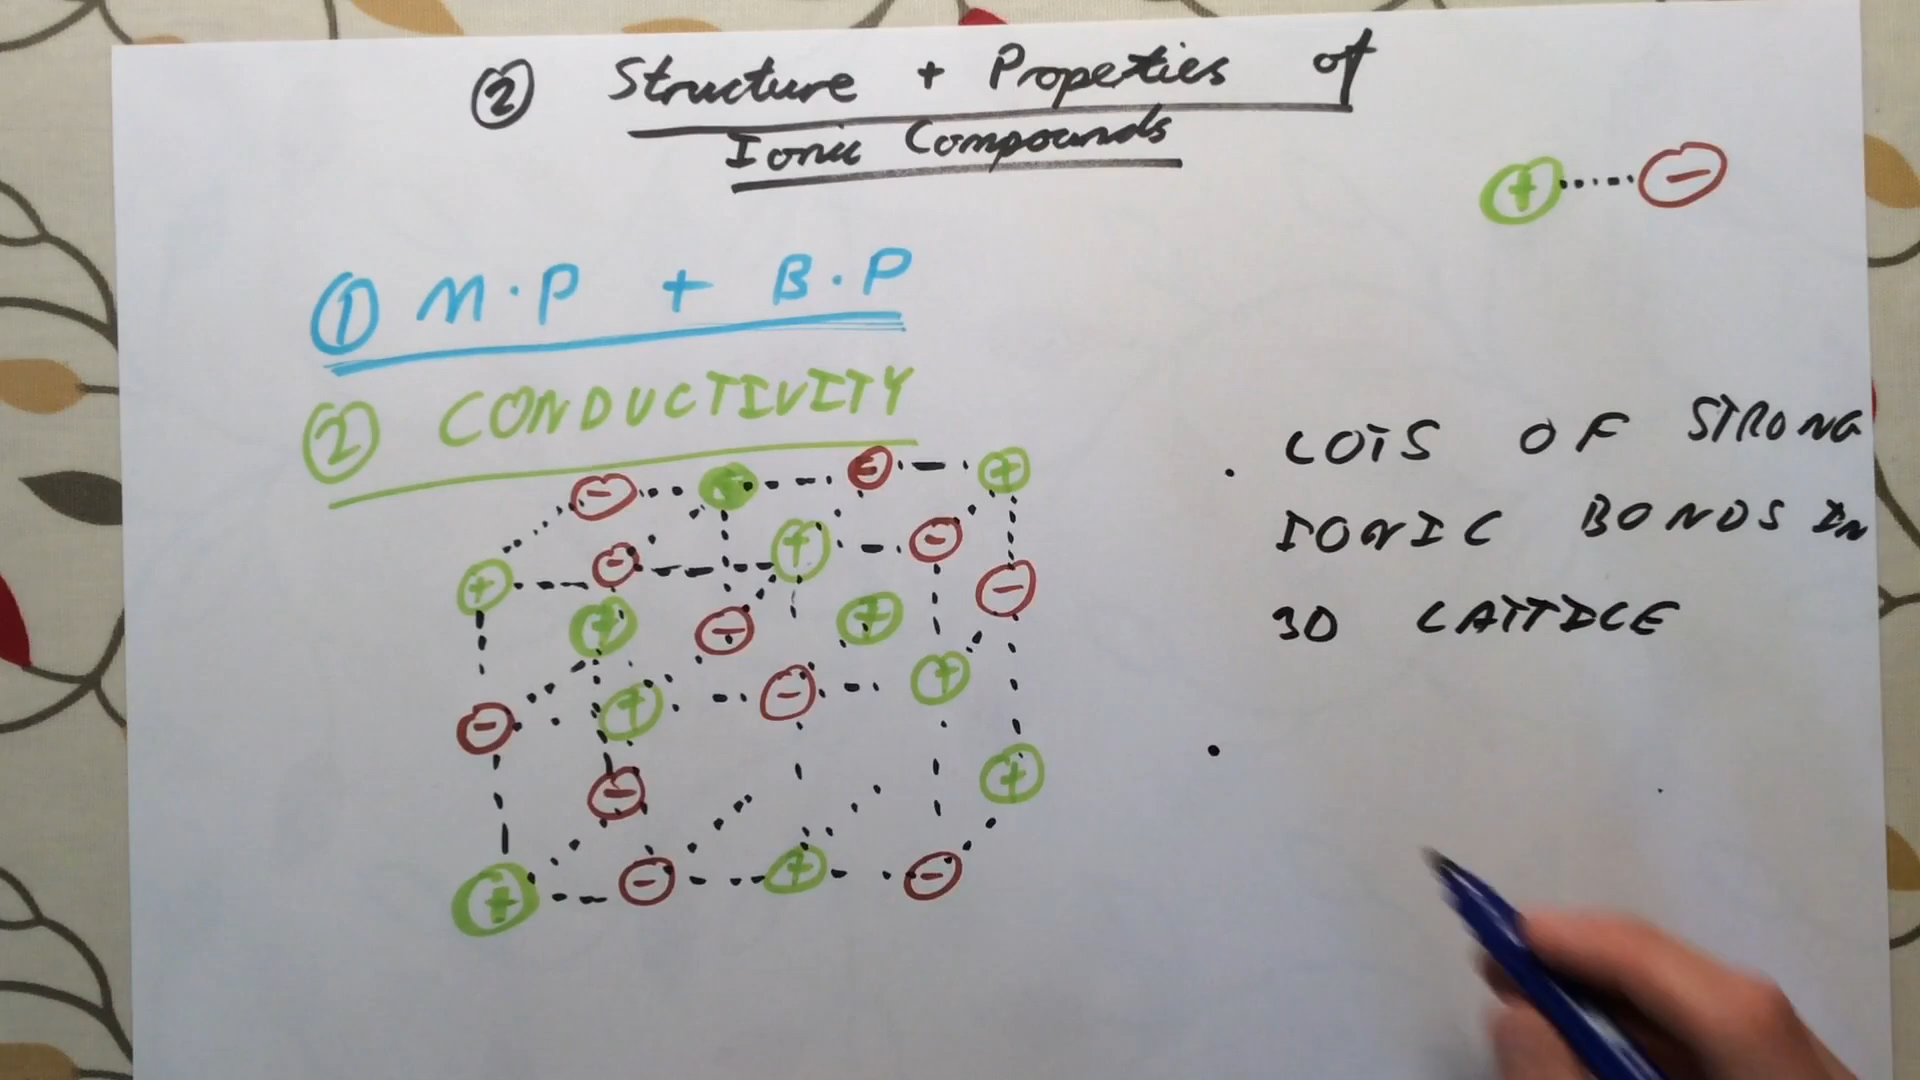 ② Structure + Properties of
Ionic Compounds
① M.P + B.P
② CONDUCTIVITY
. LOTS OF STRONG
IONIC BONDS IN
3D LATTICE
.